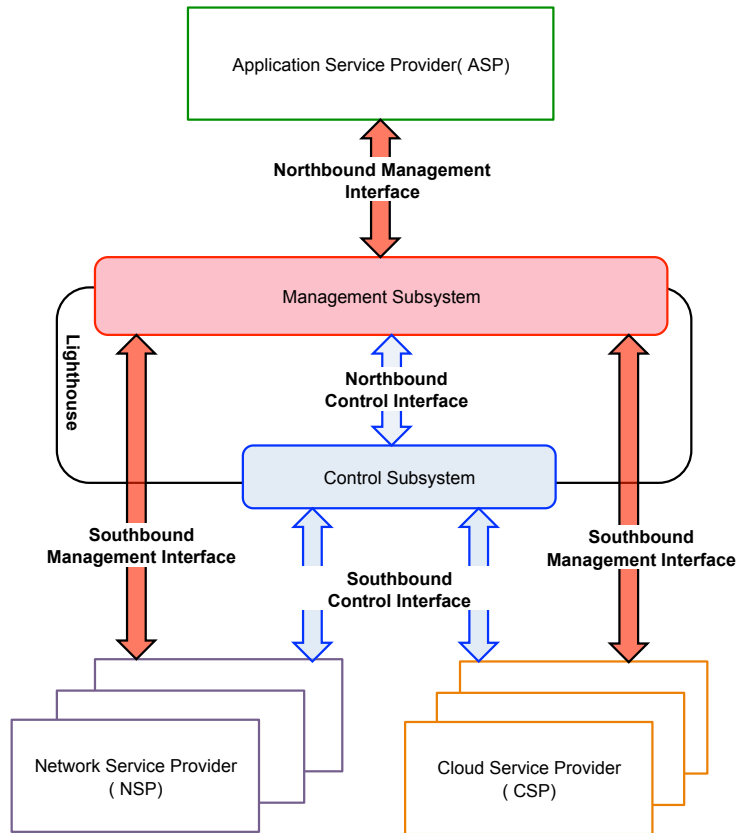 Application Service Provider( ASP)
Northbound Management
Interface
Management Subsystem
Lighthouse
Northbound
Control Interface
Control Subsystem
Southbound
Management Interface
Southbound
Control Interface
Southbound
Management Interface
Network Service Provider
( NSP)
Cloud Service Provider
( CSP)